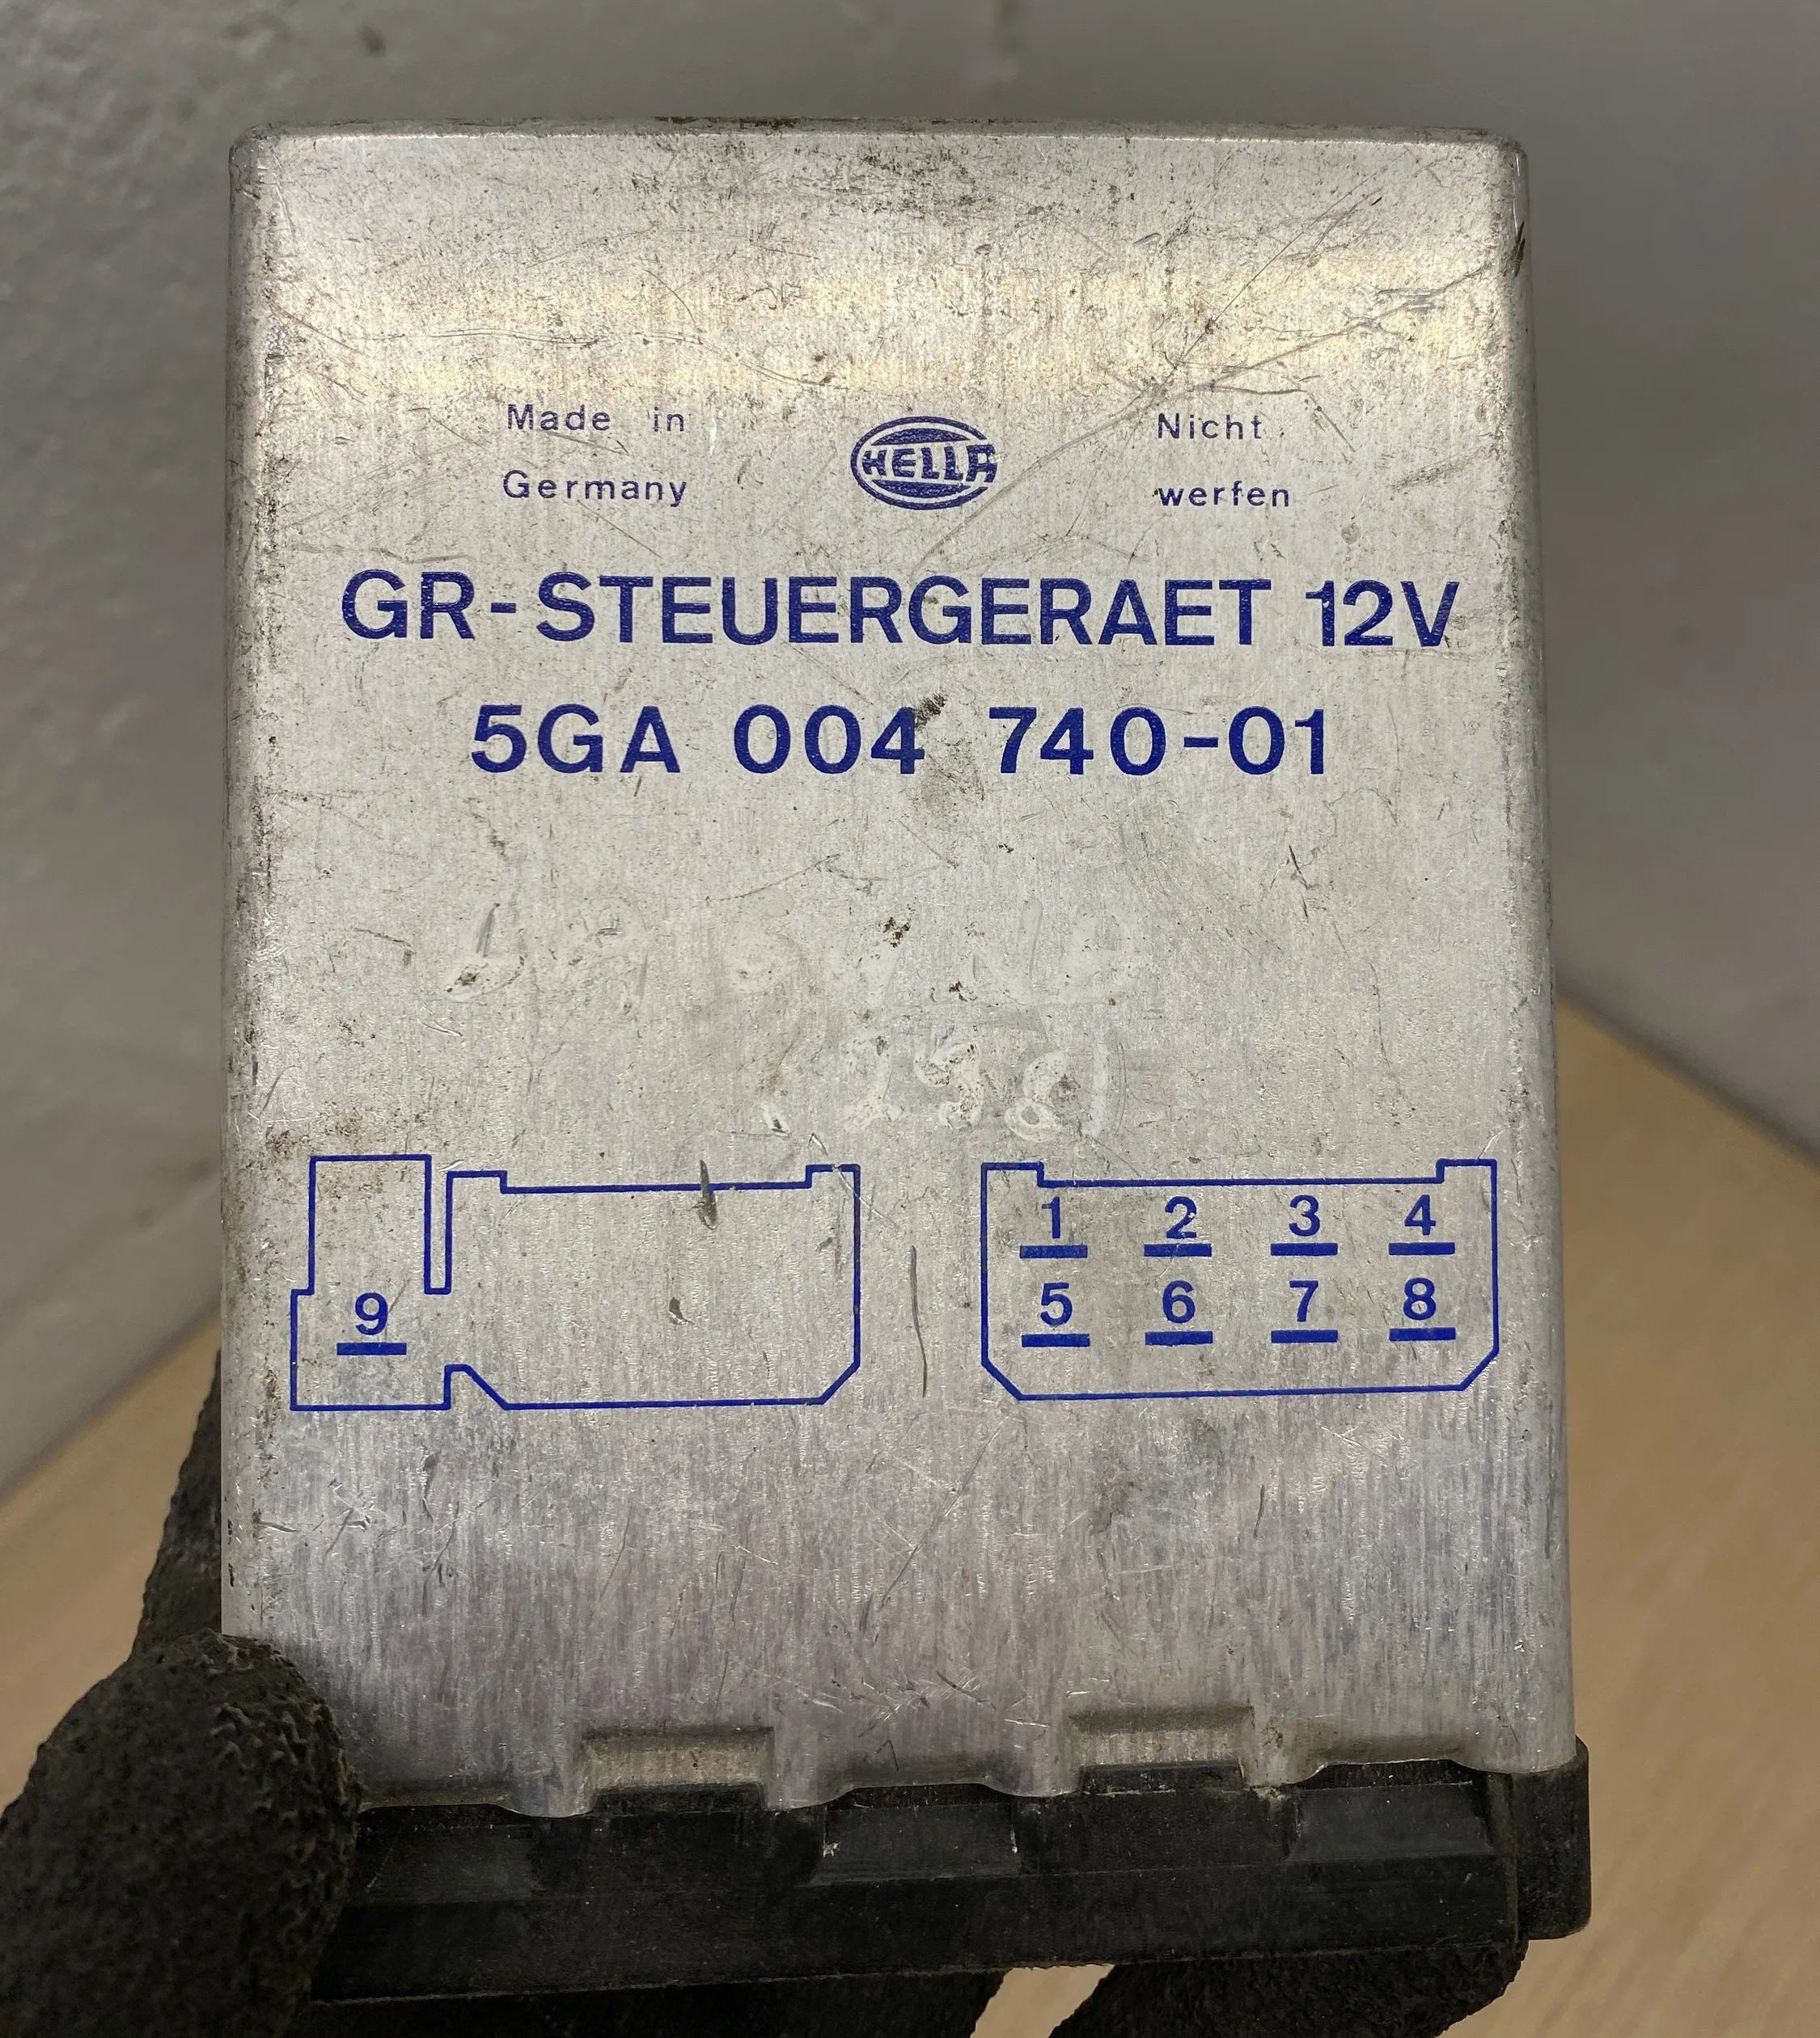 Made in
Germany
HELLA
Nicht
werfen
GR-STEUERGERAET 12V
5GA 004 740-01
1 2 3 4
5 6 7 8
9